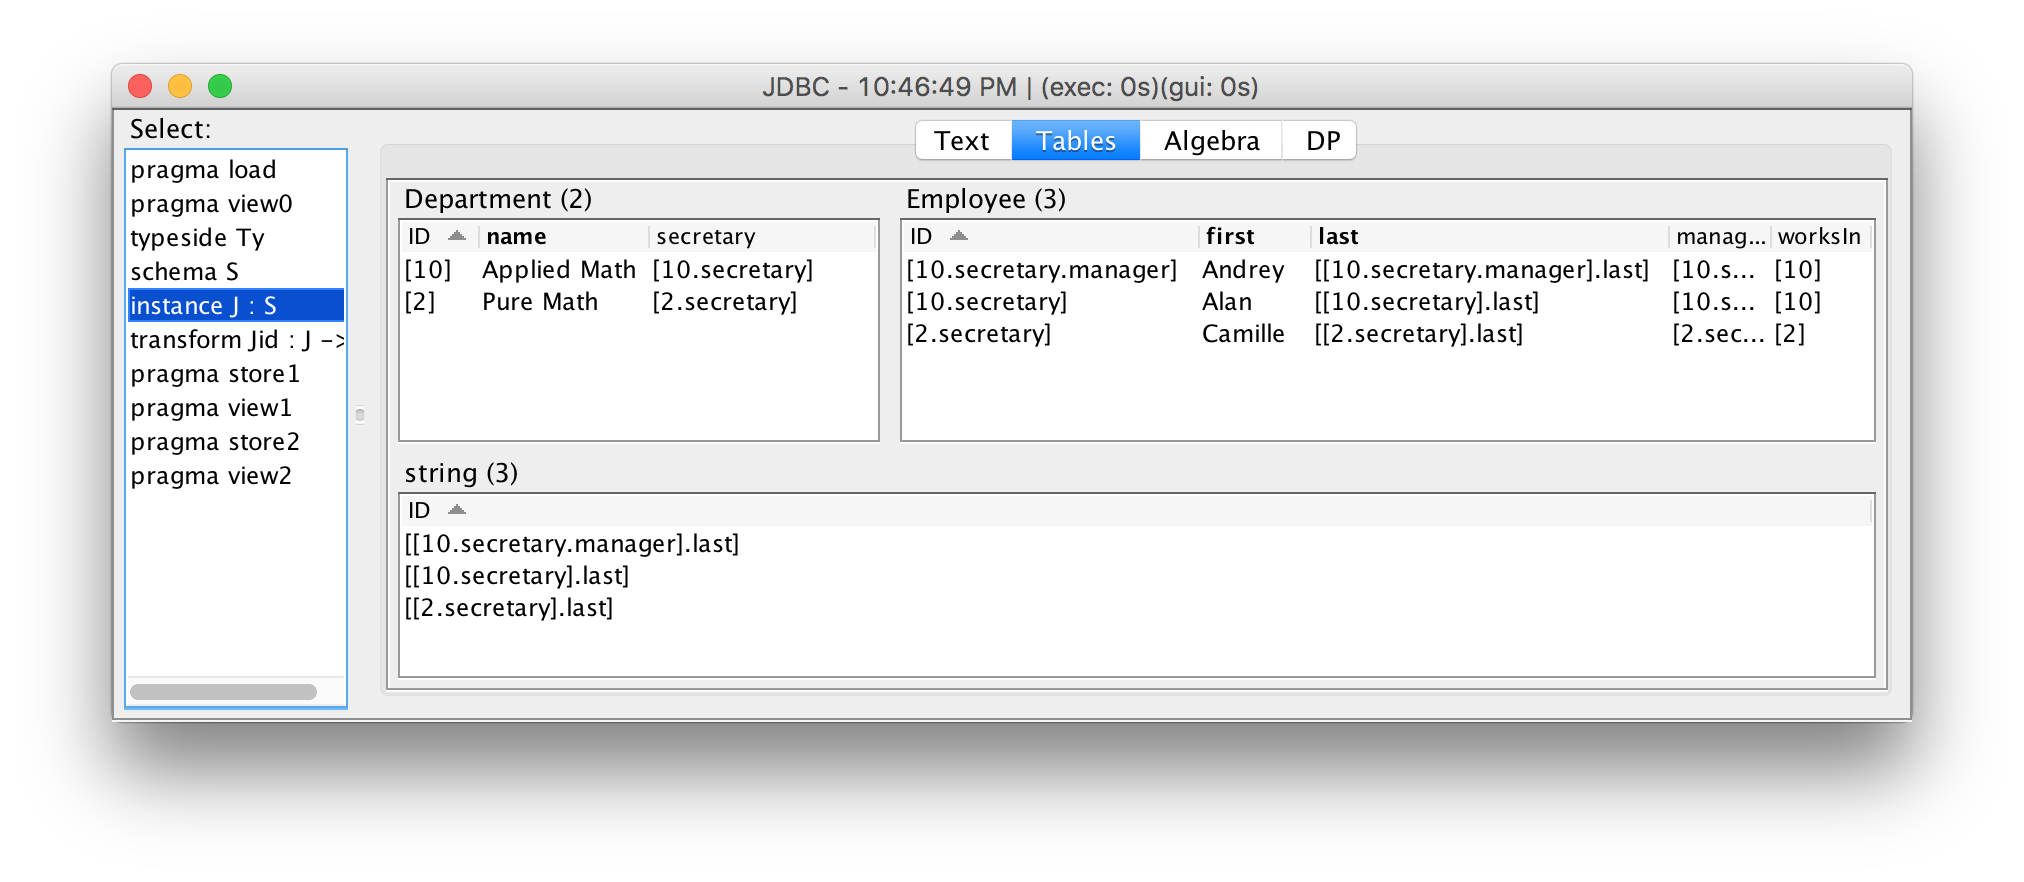 JDBC - 10:46:49 PM | (exec: 0s)(gui: 0s)
Select:
pragma load
pragma view0
typeside Ty
schema S
instance J : S
transform Jid : J ->
pragma store1
pragma view1
pragma store2
pragma view2
Text Tables Algebra DP
Department (2)
ID name secretary
[10] Applied Math [10.secretary]
[2] Pure Math [2.secretary]
Employee (3)
ID first last manag... worksIn
[10.secretary.manager] Andrey [[10.secretary.manager].last] [10.s... [10]
[10.secretary] Alan [[10.secretary].last] [10.s... [10]
[2.secretary] Camille [[2.secretary].last] [2.sec... [2]
string (3)
ID
[[10.secretary.manager].last]
[[10.secretary].last]
[[2.secretary].last]